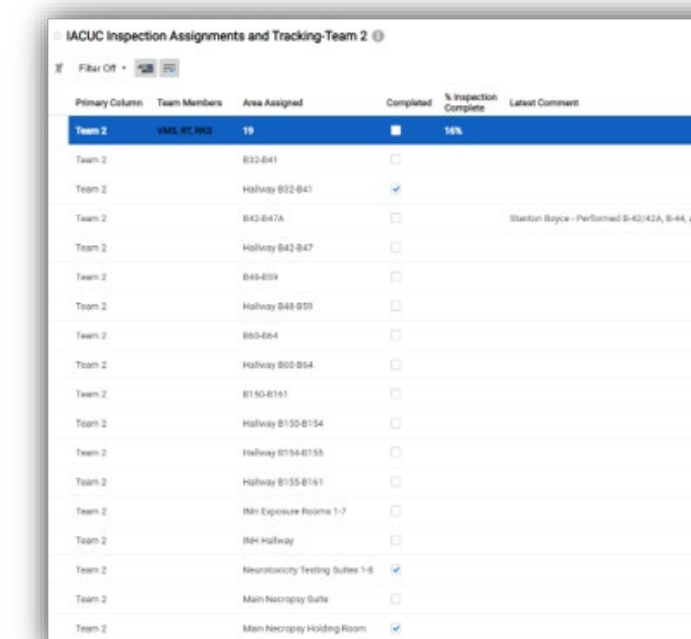 IACUC Inspection Assignments and Tracking-Team 2
Filter Off
Primary Column Team Members Area Assigned Completed % Inspection Complete Latest Comment
Team 2 VMS, RT, RKS 19 16%
Team 2 B32-B41
Team 2 Hallway B32-B41
Team 2 B42-B47A Stanton Boyce - Performed B-42/42A, B-44,
Team 2 Hallway B42-B47
Team 2 B48-B59
Team 2 Hallway B48-B59
Team 2 B60-B64
Team 2 Hallway B60-B64
Team 2 B150-B161
Team 2 Hallway B150-B154
Team 2 Hallway B154-B155
Team 2 Hallway B155-B161
Team 2 INH Exposure Rooms 1-7
Team 2 INH Hallway
Team 2 Neurotoxicity Testing Suites 1-6
Team 2 Main Necropsy Suite
Team 2 Main Necropsy Holding Room